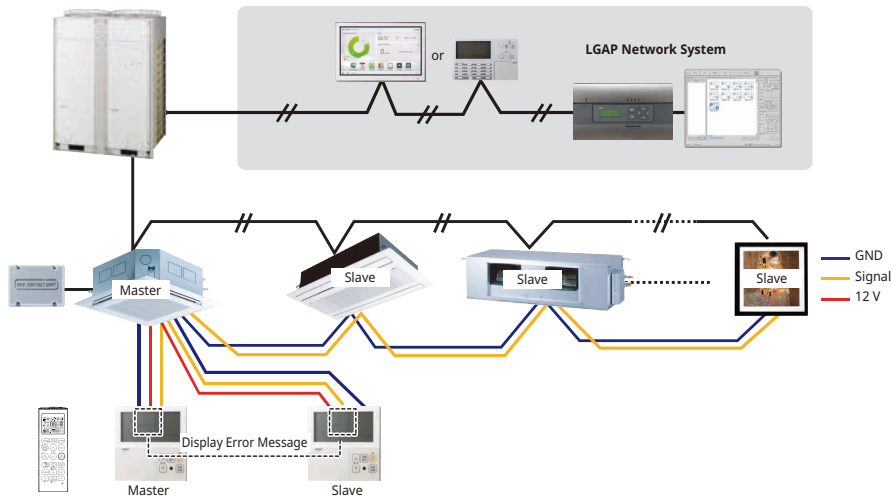 or
LGAP Network System
Master
Slave
Slave
Slave
GND
Signal
12 V
Display Error Message
Master
Slave